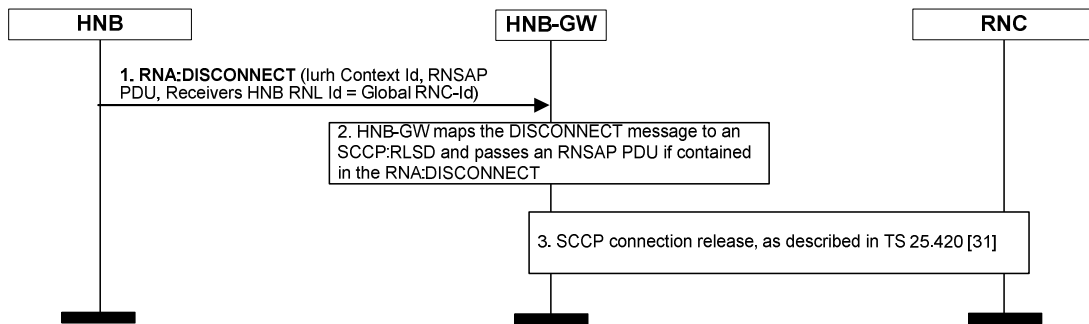 HNB
HNB-GW
RNC
1. RNA:DISCONNECT (Iurh Context Id, RNSAP
PDU, Receivers HNB RNL Id = Global RNC-Id)
2. HNB-GW maps the DISCONNECT message to an
SCCP:RLSD and passes an RNSAP PDU if contained
in the RNA:DISCONNECT
3. SCCP connection release, as described in TS 25.420 [31]